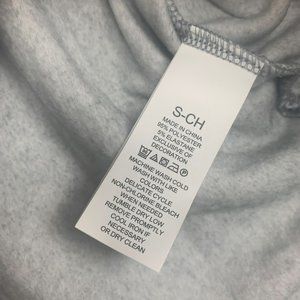 S-CH
MADE IN CHINA
95% POLYESTER
5% ELASTANE
EXCLUSIVE OF
DECORATION
MACHINE WASH COLD
WASH WITH LIKE
COLORS
DELICATE CYCLE
NON-CHLORINE BLEACH
WHEN NEEDED
TUMBLE DRY LOW
REMOVE PROMPTLY
COOL IRON IF
NECESSARY
OR DRY CLEAN